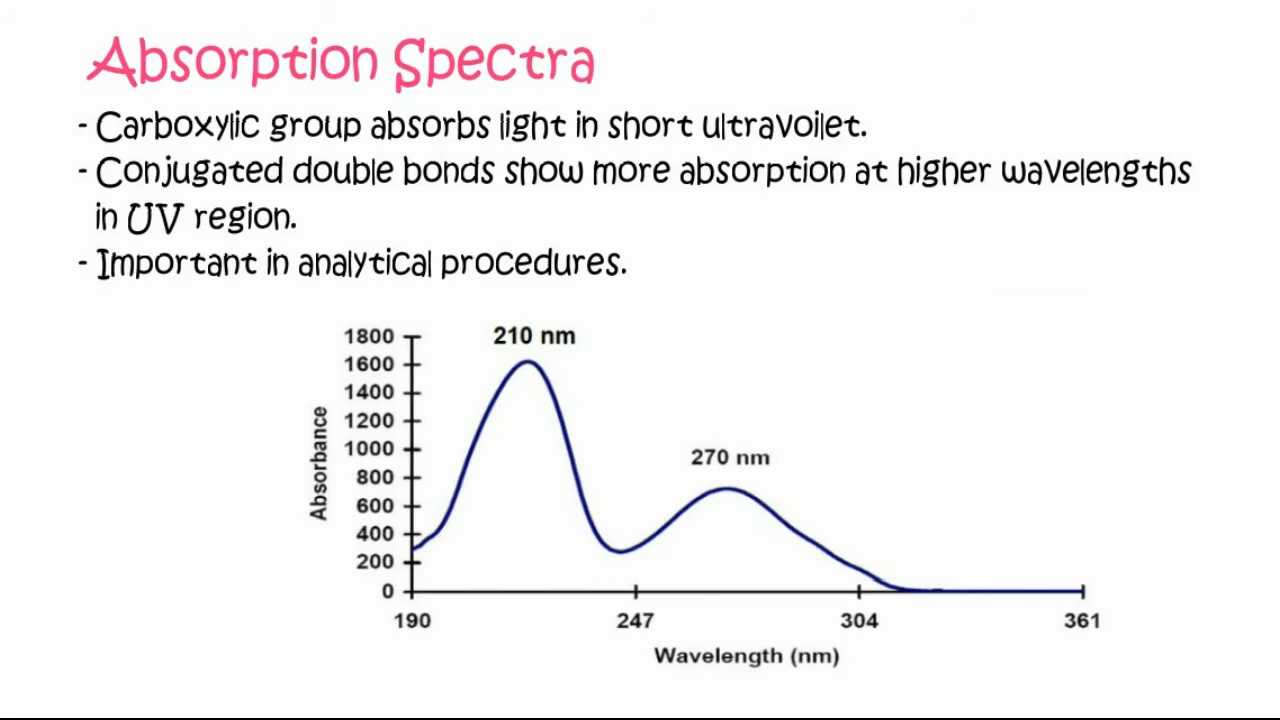 Absorption Spectra
- Carboxylic group absorbs light in short ultravoilet.
- Conjugated double bonds show more absorption at higher wavelengths
in UV region.
- Important in analytical procedures.
210 nm
270 nm
Absorbance
1800
1600
1400
1200
1000
800
600
400
200
0
190 247 304 361
Wavelength (nm)